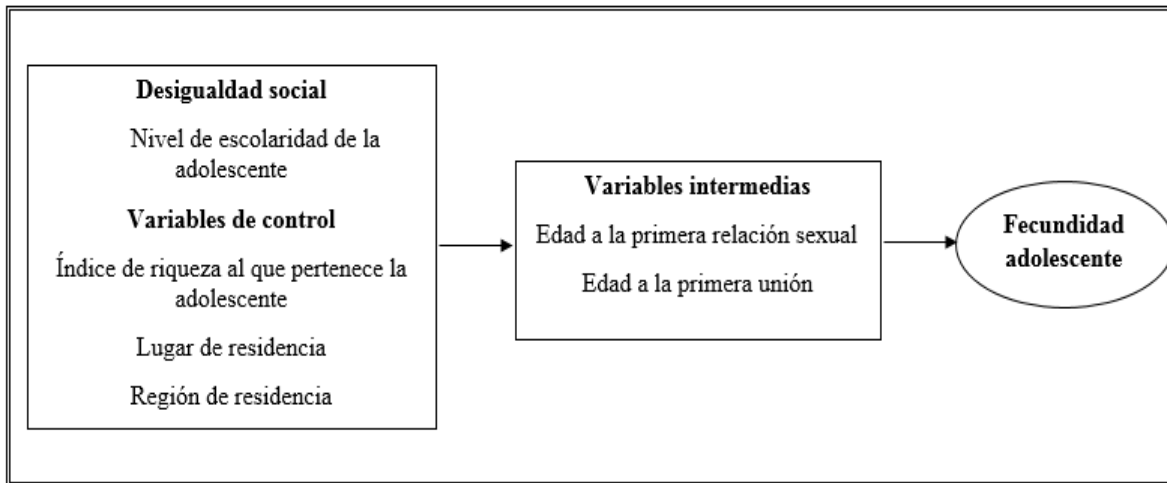 Desigualdad social
Nivel de escolaridad de la
adolescente
Variables de control
Índice de riqueza al que pertenece la
adolescente
Lugar de residencia
Región de residencia
Variables intermedias
Edad a la primera relación sexual
Edad a la primera unión
Fecundidad
adolescente